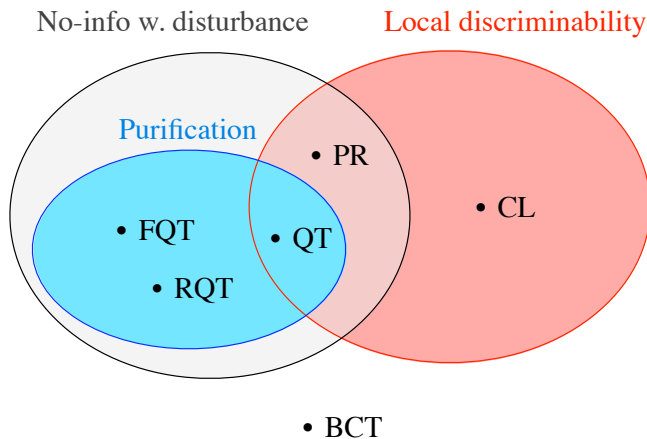 No-info w. disturbance
Local discriminability
Purification
PR
CL
FQT
QT
RQT
BCT